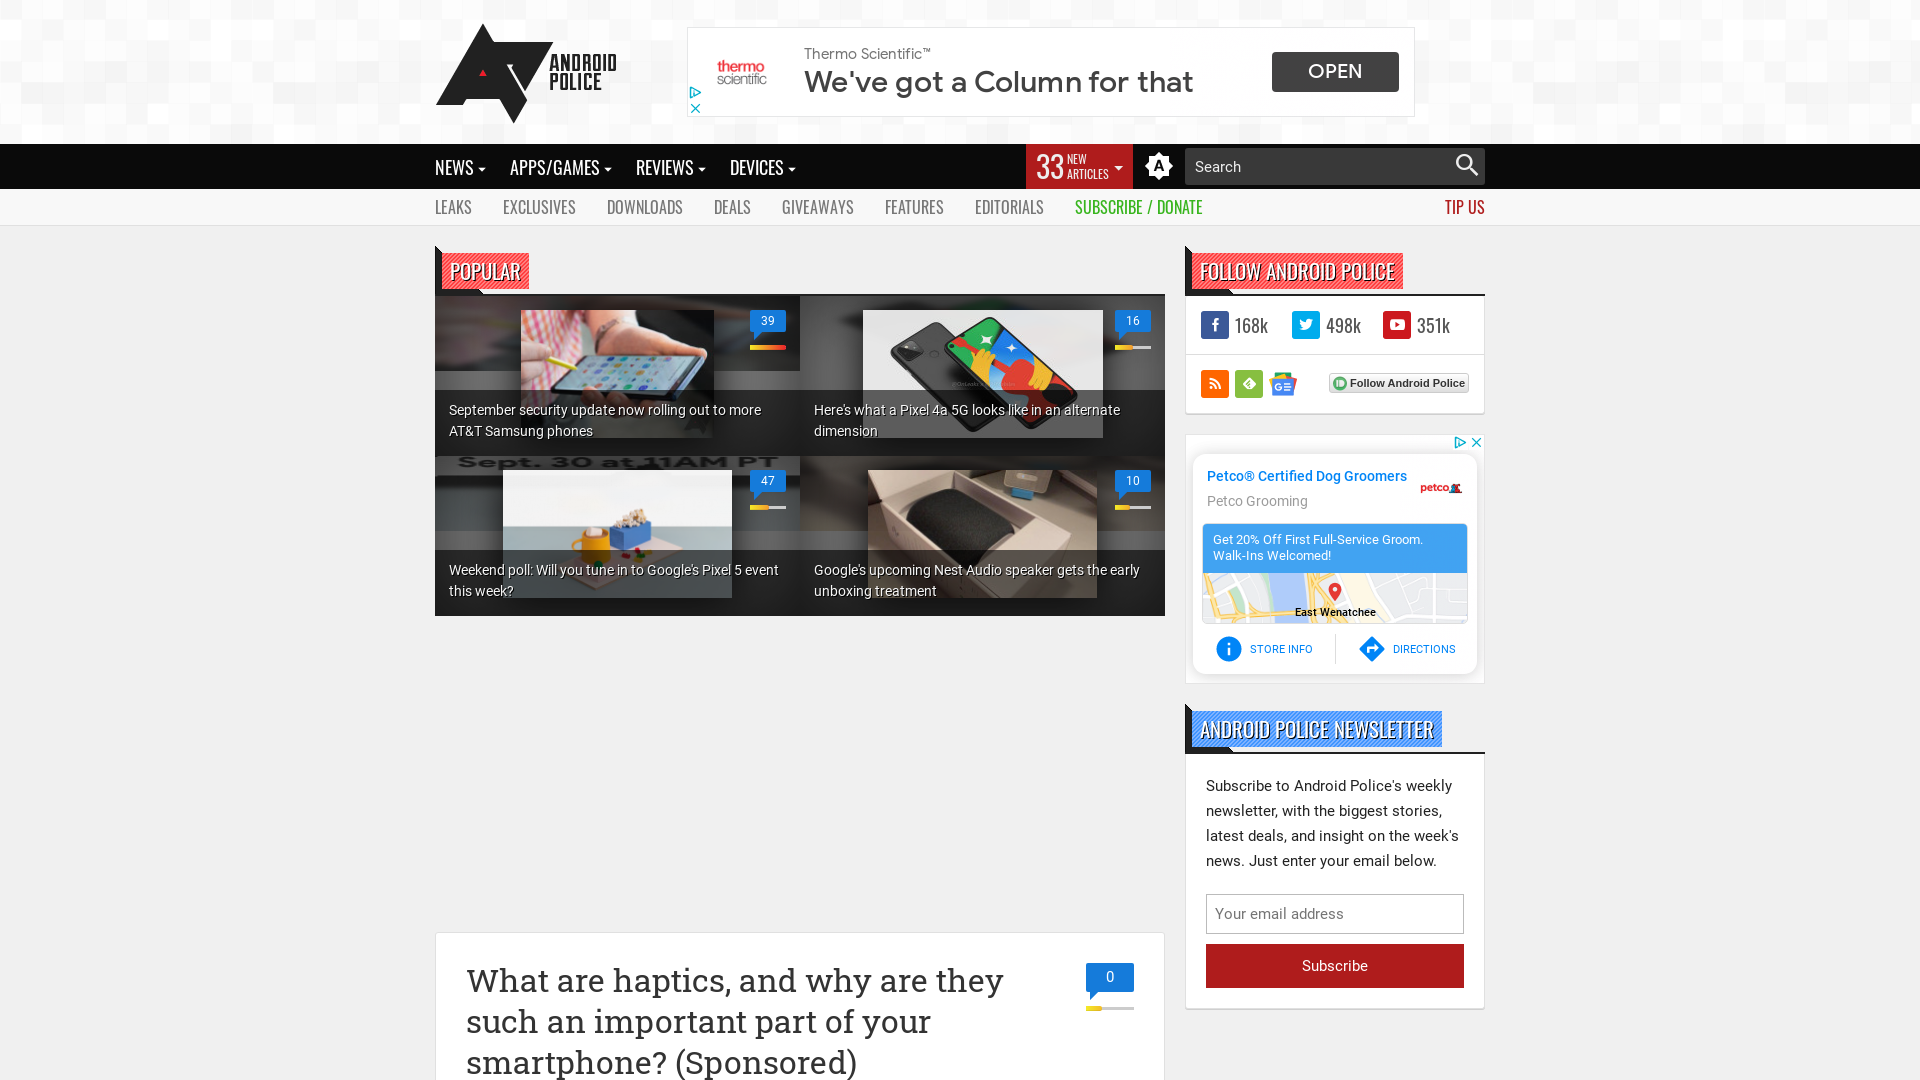 ANDROID
POLICE
thermo
scientific
Thermo Scientific™
We've got a Column for that
OPEN
NEWS
APPS/GAMES
REVIEWS
DEVICES
33 NEW
ARTICLES
A
Search
LEAKS
EXCLUSIVES
DOWNLOADS
DEALS
GIVEAWAYS
FEATURES
EDITORIALS
SUBSCRIBE / DONATE
TIP US
POPULAR
39
September security update now rolling out to more
AT&T Samsung phones
16
Here's what a Pixel 4a 5G looks like in an alternate
dimension
Sept. 30 at 11AM PT
47
Weekend poll: Will you tune in to Google's Pixel 5 event
this week?
10
Google's upcoming Nest Audio speaker gets the early
unboxing treatment
What are haptics, and why are they
such an important part of your
smartphone? (Sponsored)
0
FOLLOW ANDROID POLICE
168k
498k
351k
Follow Android Police
Petco® Certified Dog Groomers
Petco Grooming
petco
Get 20% Off First Full-Service Groom.
Walk-Ins Welcomed!
East Wenatchee
STORE INFO
DIRECTIONS
ANDROID POLICE NEWSLETTER
Subscribe to Android Police's weekly
newsletter, with the biggest stories,
latest deals, and insight on the week's
news. Just enter your email below.
Your email address
Subscribe